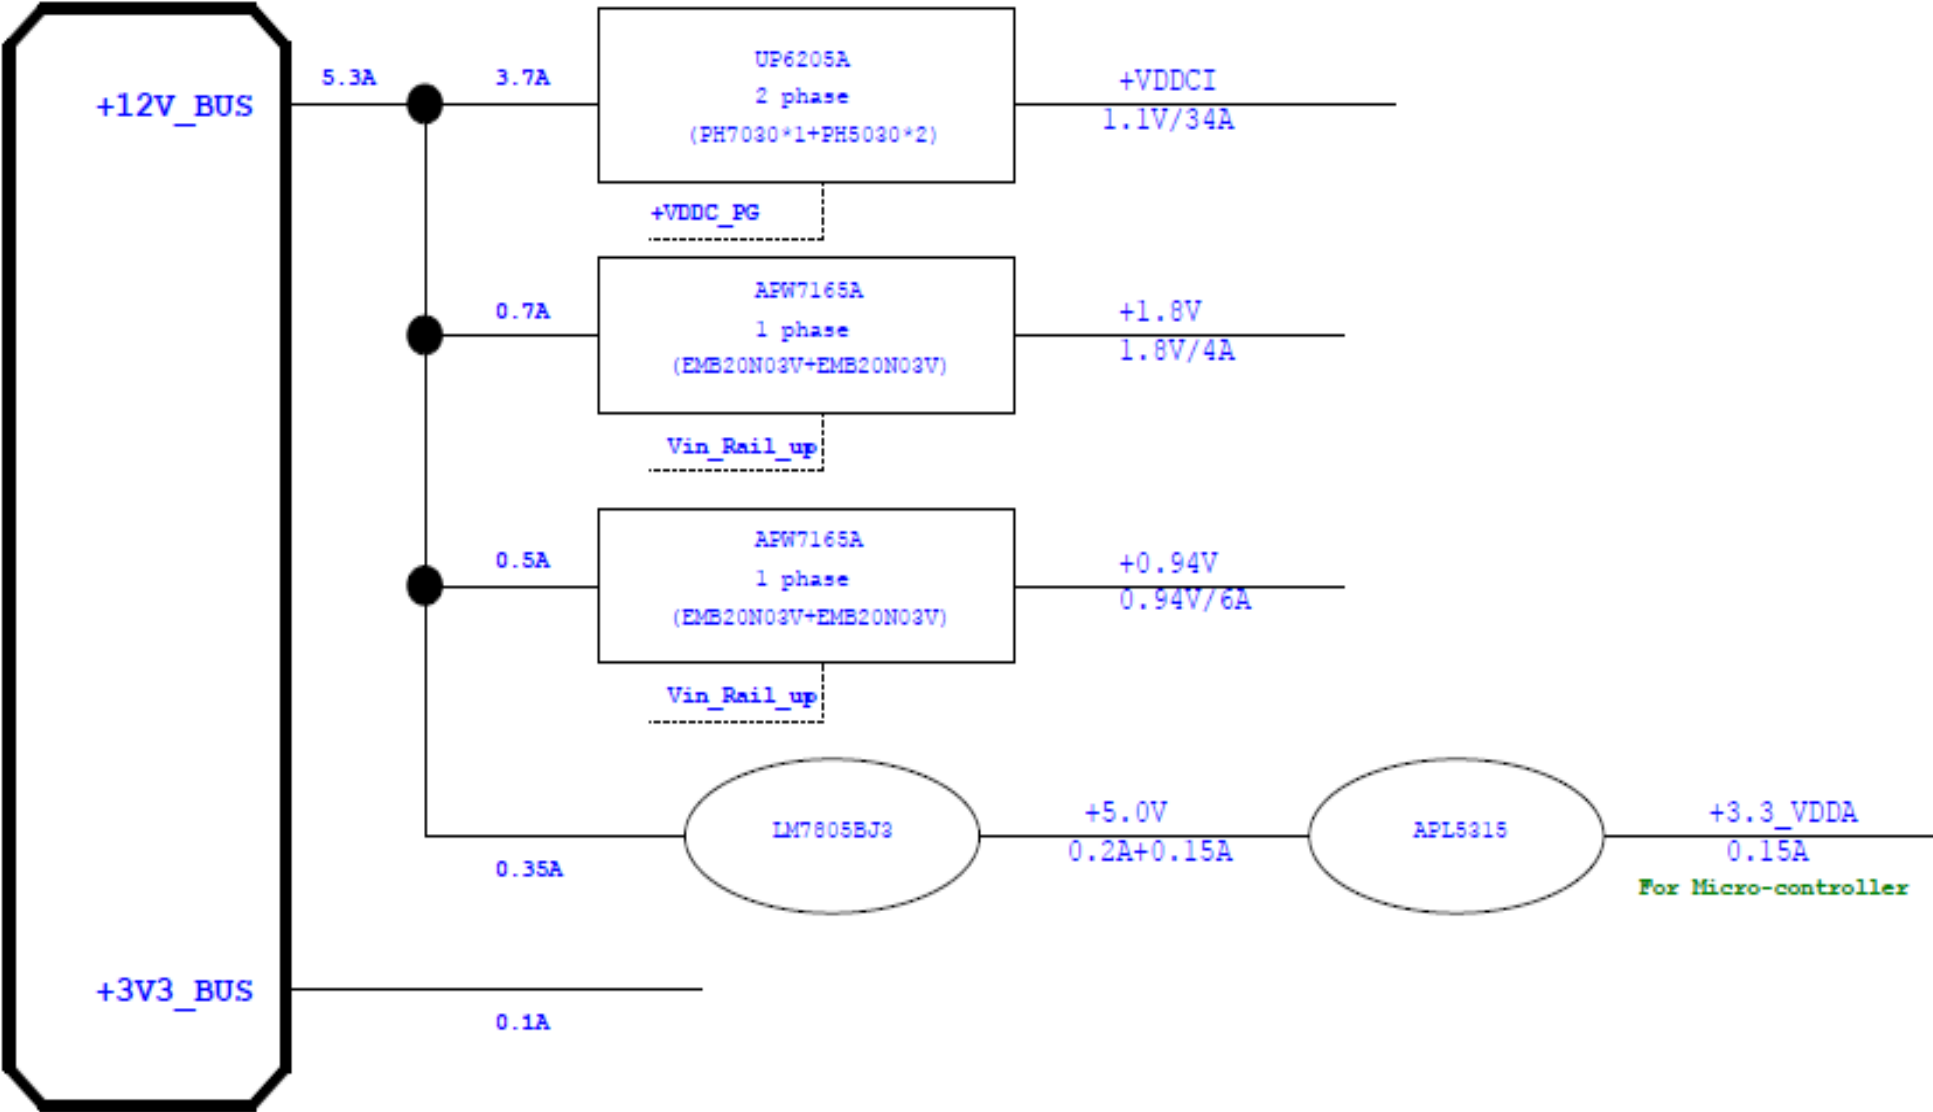 +12V_BUS
5.3A
3.7A
UP6205A
2 phase
(PH7030*1+PH5030*2)
+VDDCI
1.1V/34A
+VDDC_PG
0.7A
APW7165A
1 phase
(EMB20N03V+EMB20N03V)
+1.8V
1.8V/4A
Vin_Rail_up
0.5A
APW7165A
1 phase
(EMB20N03V+EMB20N03V)
+0.94V
0.94V/6A
Vin_Rail_up
0.35A
LM7805BJ3
+5.0V
0.2A+0.15A
APL5315
+3.3_VDDA
0.15A
For Micro-controller
+3V3_BUS
0.1A